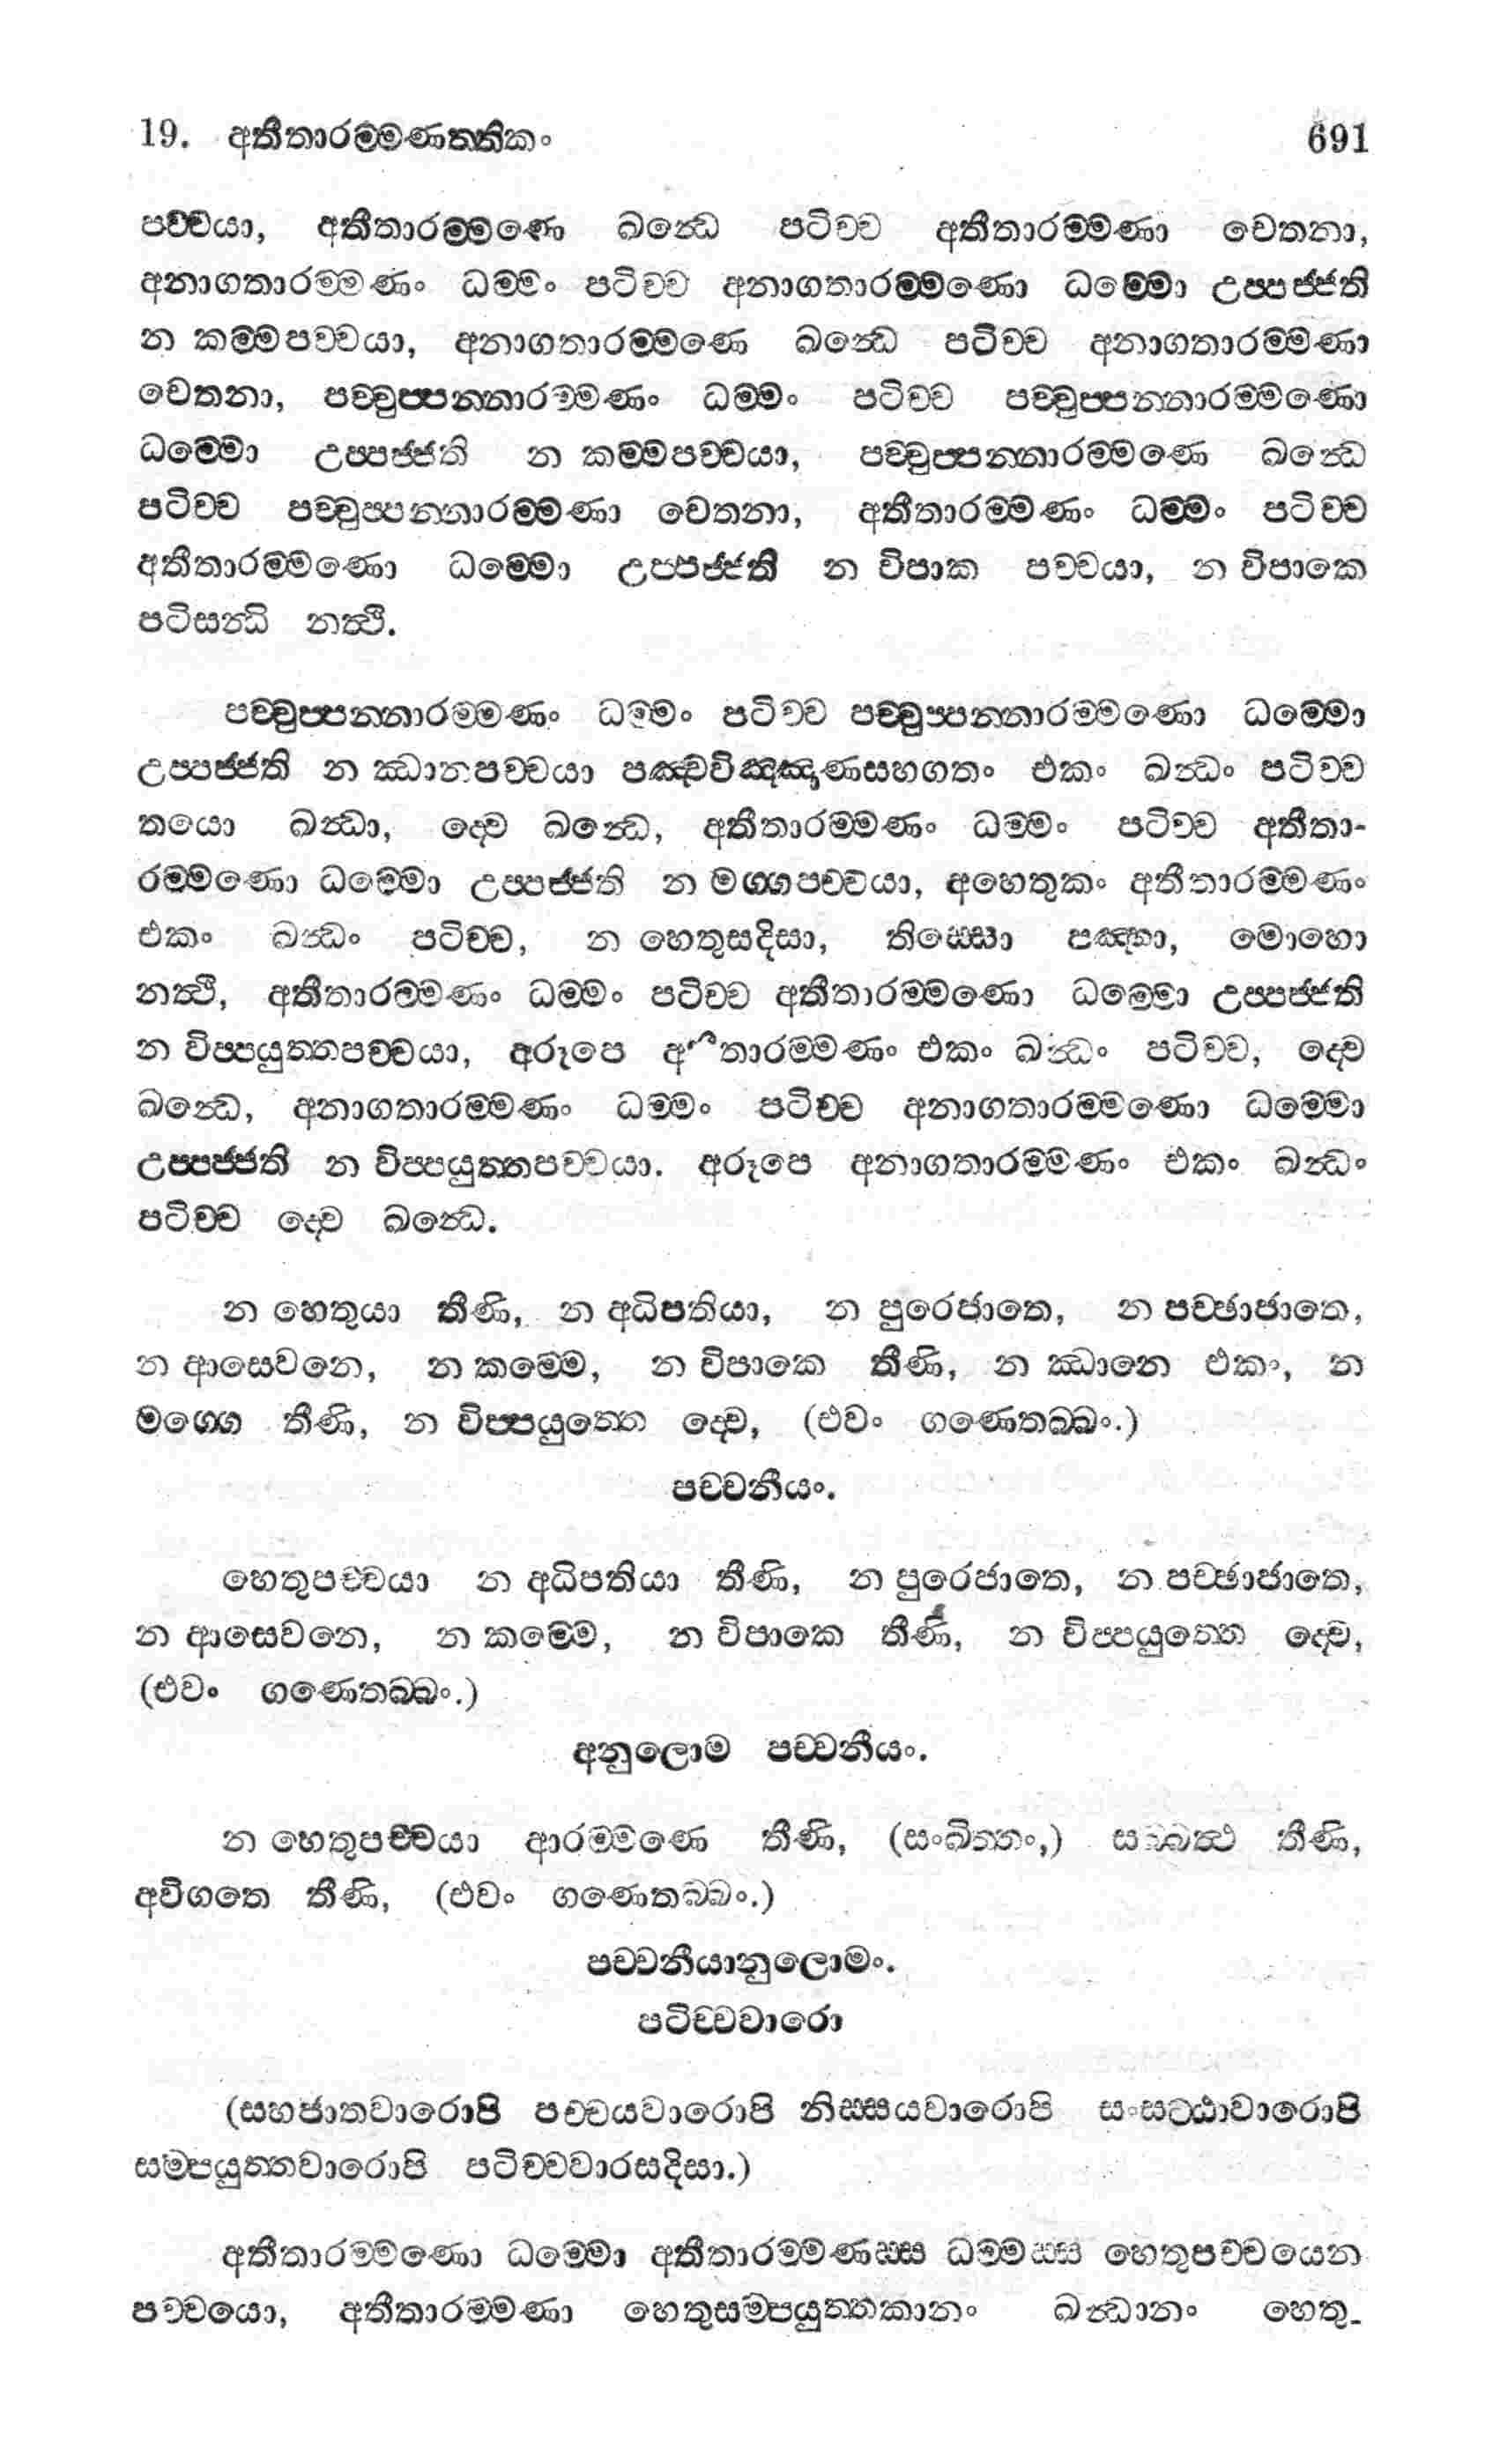 19. අතීතාරම්මණත්තිකං 691
පච්චයා, අතීතාරම්මණෙ ඛන්ධෙ පටිච්ච අතීතාරම්මණා චෙතනා,
අනාගතාරම්මණං ධම්මං පටිච්ච අනාගතාරම්මණො ධම්මො උප්පජ්ජති
න කම්මපච්චයා, අනාගතාරම්මණෙ ඛන්ධෙ පටිච්ච අනාගතාරම්මණා
චෙතනා, පච්චුප්පන්නාරම්මණං ධම්මං පටිච්ච පච්චුප්පන්නාරම්මණො
ධම්මො උප්පජ්ජති න කම්මපච්චයා, පච්චුප්පන්නාරම්මණෙ ඛන්ධෙ
පටිච්ච පච්චුප්පන්නාරම්මණා චෙතනා, අතීතාරම්මණං ධම්මං පටිච්ච
අතීතාරම්මණො ධම්මො උප්පජ්ජති න විපාක පච්චයා, න විපාකෙ
පටිසන්ධි නත්ථි.
පච්චුප්පන්නාරම්මණං ධම්මං පටිච්ච පච්චුප්පන්නාරම්මණො ධම්මො
උප්පජ්ජති න ඣානපච්චයා පඤ්චවිඤ්ඤාණසහගතං එකං ඛන්ධං පටිච්ච
තයො ඛන්ධා, ද්වෙ ඛන්ධෙ, අතීතාරම්මණං ධම්මං පටිච්ච අතීතා-
රම්මණො ධම්මො උප්පජ්ජති න මග්ගපච්චයා, අහෙතුකං අතීතාරම්මණං
එකං ඛන්ධං පටිච්ච, න හෙතුසදිසා, තිස්සො පඤ්හා, මොහො
නත්ථි, අතීතාරම්මණං ධම්මං පටිච්ච අතීතාරම්මණො ධම්මො උප්පජ්ජති
න විප්පයුත්තපච්චයා, අරූපෙ අතීතාරම්මණං එකං ඛන්ධං පටිච්ච, ද්වෙ
ඛන්ධෙ, අනාගතාරම්මණං ධම්මං පටිච්ච අනාගතාරම්මණො ධම්මො
උප්පජ්ජති න විප්පයුත්තපච්චයා. අරූපෙ අනාගතාරම්මණං එකං ඛන්ධං
පටිච්ච ද්වෙ ඛන්ධෙ.
න හෙතුයා තීණි, න අධිපතියා, න පුරෙජාතෙ, න පච්ඡාජාතෙ,
න ආසෙවනෙ, න කම්මෙ, න විපාකෙ තීණි, න ඣානෙ එකං, න
මග්ගෙ තීණි, න විප්පයුත්තෙ ද්වෙ, (එවං ගණෙතබ්බං.)
පච්චනීයං.
හෙතුපච්චයා න අධිපතියා තීණි, න පුරෙජාතෙ, න පච්ඡාජාතෙ,
න ආසෙවනෙ, න කම්මෙ, න විපාකෙ තීණි, න විප්පයුත්තෙ ද්වෙ,
(එවං ගණෙතබ්බං.)
අනුලොම පච්චනීයං.
න හෙතුපච්චයා ආරම්මණෙ තීණි, (සංඛිත්තං,) සබ්බත්ථ තීණි,
අවිගතෙ තීණි, (එවං ගණෙතබ්බං.)
පච්චනීයානුලොමං.
පටිච්චවාරො
(සහජාතවාරොපි පච්චයවාරොපි නිස්සයවාරොපි සංසට්ඨාවාරොපි
සම්පයුත්තවාරොපි පටිච්චවාරසදිසා.)
අතීතාරම්මණො ධම්මො අතීතාරම්මණස්ස ධම්මස්ස හෙතුපච්චයෙන
පච්චයො, අතීතාරම්මණා හෙතුසම්පයුත්තකානං ඛන්ධානං හෙතු-